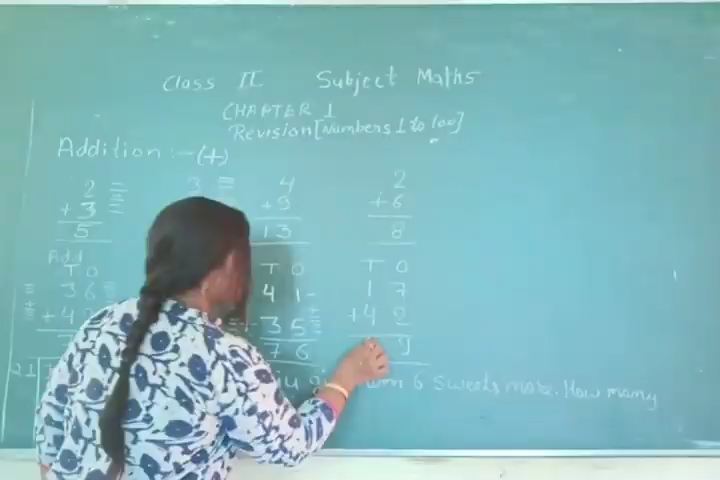 Class II Subject Maths
CHAPTER 1
Revision [Numbers 1 to 100]
Addition :- (+)
2 3 4 2
+ 3 + 9 + 6
5 13 8
Add
T O T O T O
3 6 4 1 1 7
+ 4 3 5 + 4 2
7 6 9
6 sweets more. How many